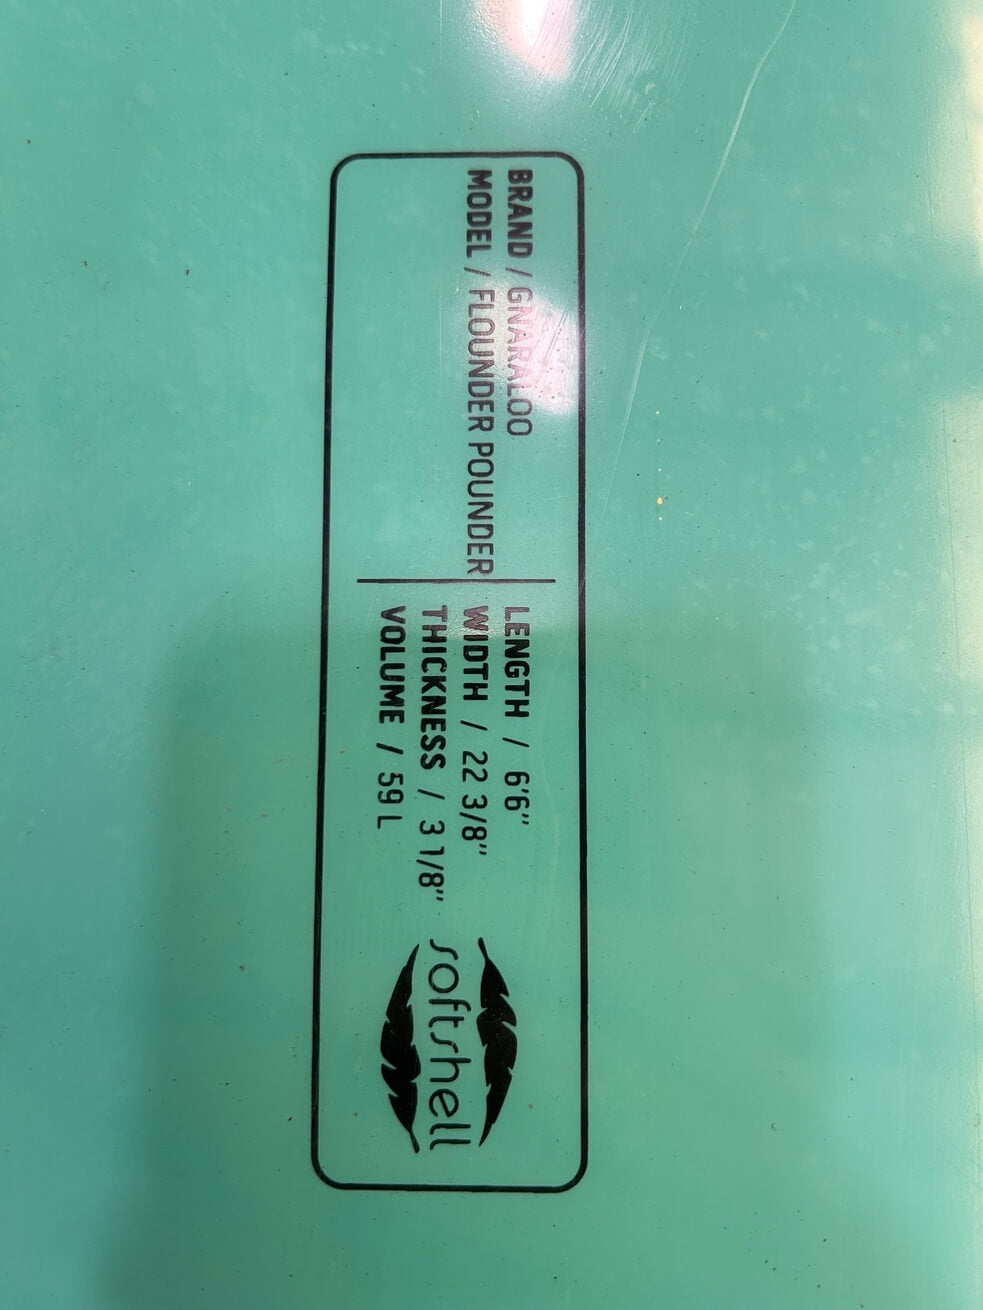 BRAND / GNARALOO
MODEL / FLOUNDER POUNDER
LENGTH / 6'6"
WIDTH / 22 3/8"
THICKNESS / 3 1/8"
VOLUME / 59 L
softshell